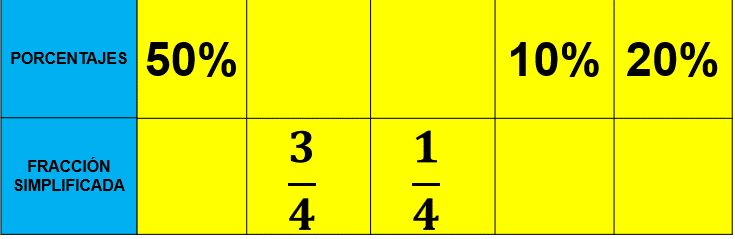 PORCENTAJES 50% 10% 20%
FRACCIÓN
SIMPLIFICADA
3/4 1/4